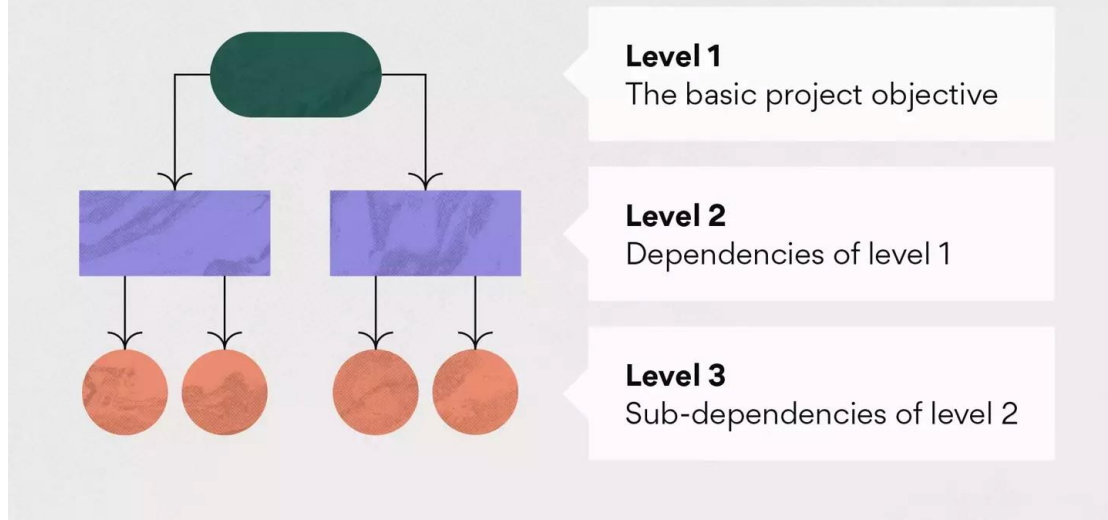 Level 1
The basic project objective
Level 2
Dependencies of level 1
Level 3
Sub-dependencies of level 2